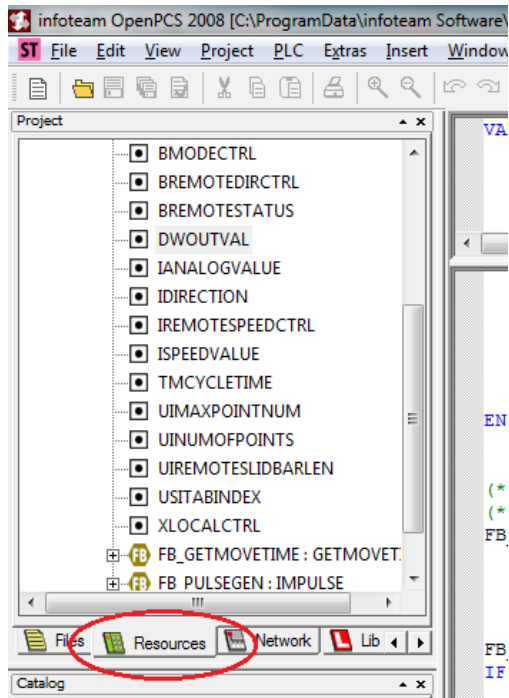 infoteam OpenPCS 2008 [C:\ProgramData\infoteam Software\
ST File Edit View Project PLC Extras Insert Window
Project
BMODECTRL
BREMOTEDIRCTRL
BREMOTESTATUS
DWOUTVAL
IANALOGVALUE
IDIRECTION
IREMOTESPEEDCTRL
ISPEEDVALUE
TMCYCLETIME
UIMAXPOINTNUM
UINUMOFPOINTS
UIREMOTESLIDBARLEN
USITABINDEX
XLOCALCTRL
FB FB_GETMOVETIME : GETMOVET
FB FB_PULSEGEN : IMPULSE
Files Resources Network Lib
Catalog
VA
EN
(*
(*
FB_
FB_
IF